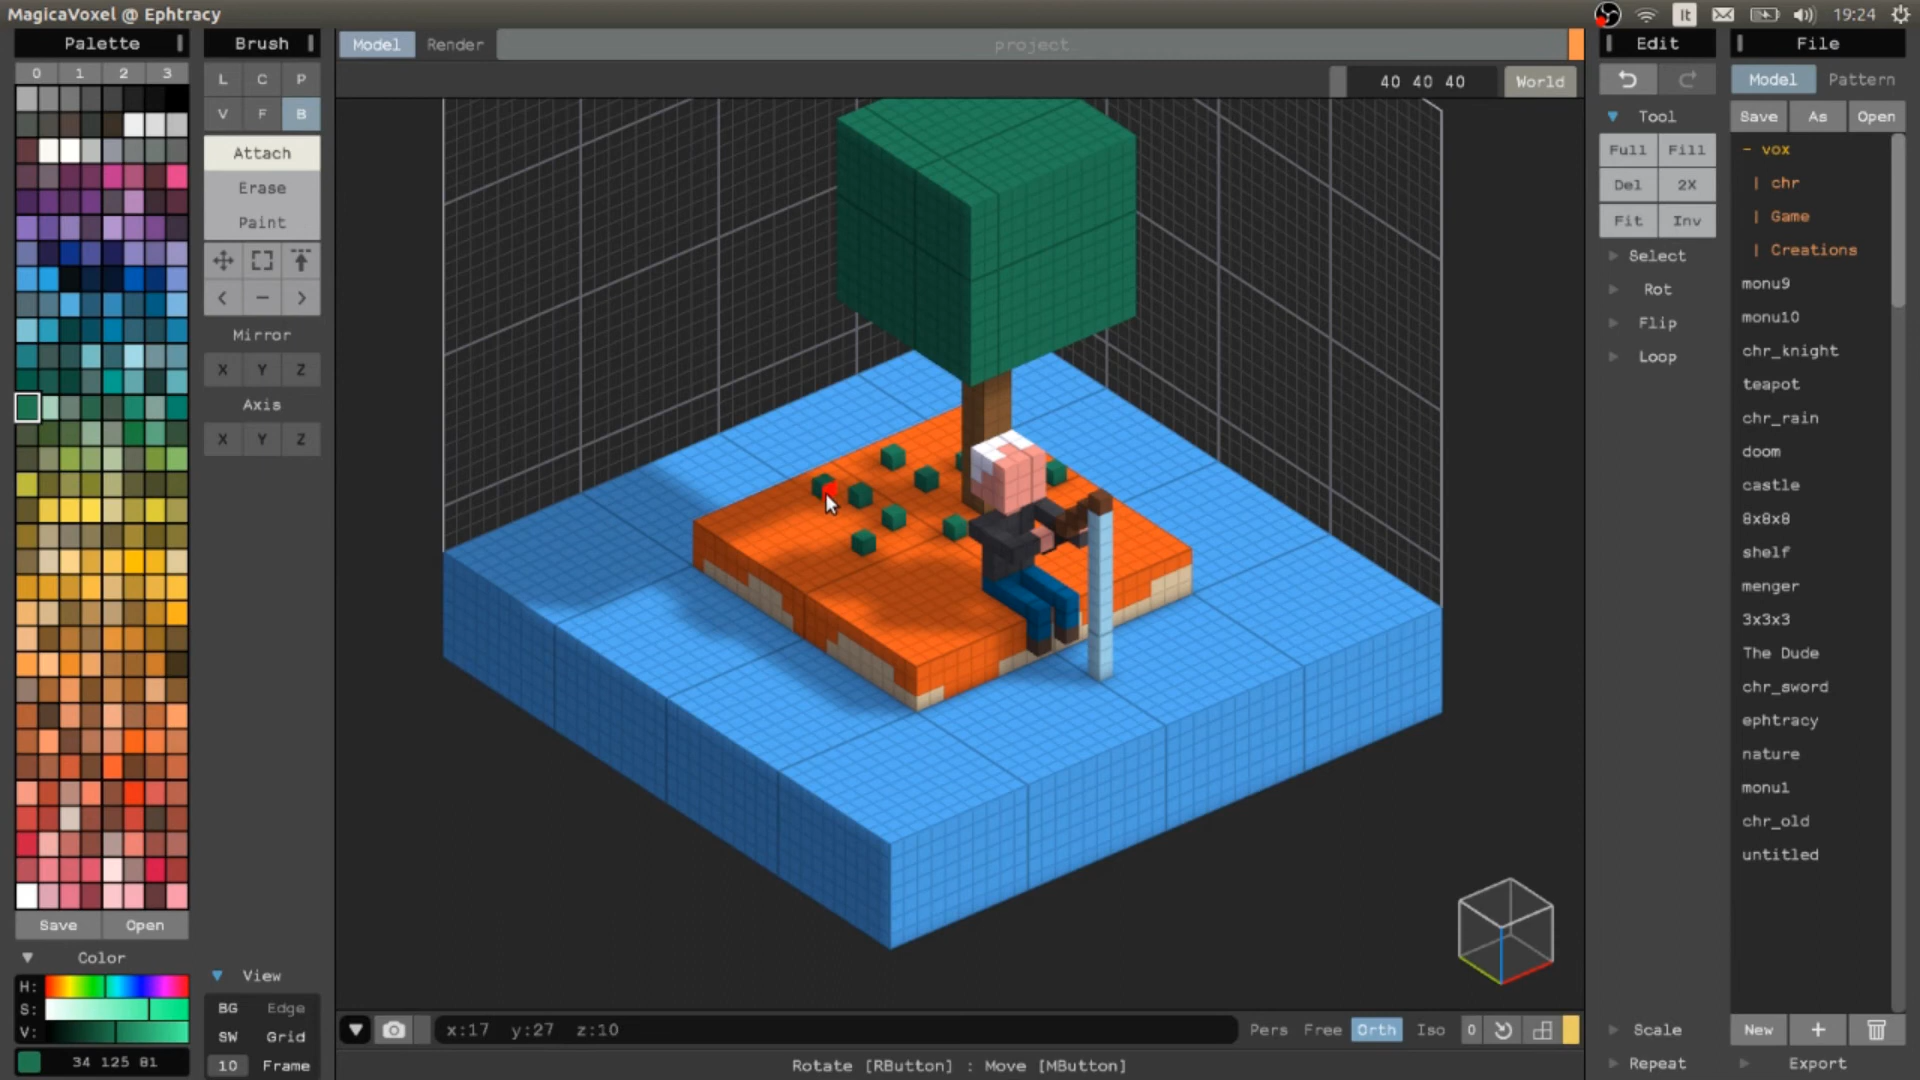 MagicaVoxel @ Ephtracy
It
19:24
Palette
Brush
Model
Render
project
Edit
File
0 1 2 3
L C P
V F B
40 40 40
World
Model
Pattern
Attach
Erase
Paint
Tool
Full Fill
Del 2X
Fit Inv
Select
Rot
Flip
Loop
Save As Open
- vox
| chr
| Game
| Creations
monu9
monu10
chr_knight
teapot
chr_rain
doom
castle
8x8x8
shelf
menger
3x3x3
The Dude
chr_sword
ephtracy
nature
monu1
chr_old
untitled
< - >
Mirror
X Y Z
Axis
X Y Z
Save Open
Color
H:
S:
V:
34 125 81
View
BG Edge
SW Grid
10 Frame
x:17 y:27 z:10
Pers Free Orth Iso 0
Scale
Repeat
New +
Export
Rotate [RButton] : Move [MButton]